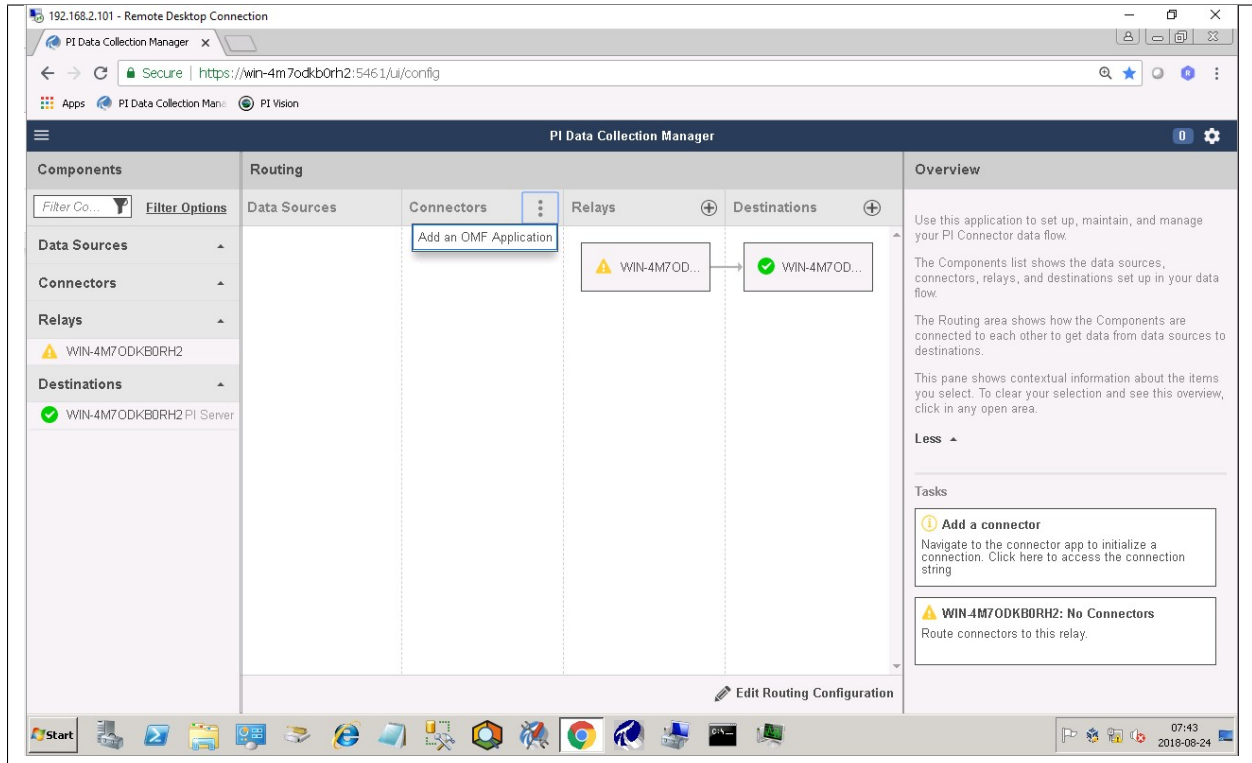 192.168.2.101 - Remote Desktop Connection
PI Data Collection Manager
Secure | https://win-4m7odkb0rh2:5461/ui/config
Apps PI Data Collection Mana PI Vision
PI Data Collection Manager
0
Components
Routing
Overview
Filter Co...
Filter Options
Data Sources
Connectors
Relays
Destinations
Add an OMF Application
Data Sources
Connectors
Relays
WIN-4M7ODKB0RH2
Destinations
WIN-4M7ODKB0RH2 PI Server
WIN-4M7OD...
WIN-4M7OD...
Edit Routing Configuration
Use this application to set up, maintain, and manage
your PI Connector data flow.
The Components list shows the data sources,
connectors, relays, and destinations set up in your data
flow.
The Routing area shows how the Components are
connected to each other to get data from data sources to
destinations.
This pane shows contextual information about the items
you select. To clear your selection and see this overview,
click in any open area.
Less
Tasks
Add a connector
Navigate to the connector app to initialize a
connection. Click here to access the connection
string
WIN-4M7ODKB0RH2: No Connectors
Route connectors to this relay.
Start
07:43
2018-08-24